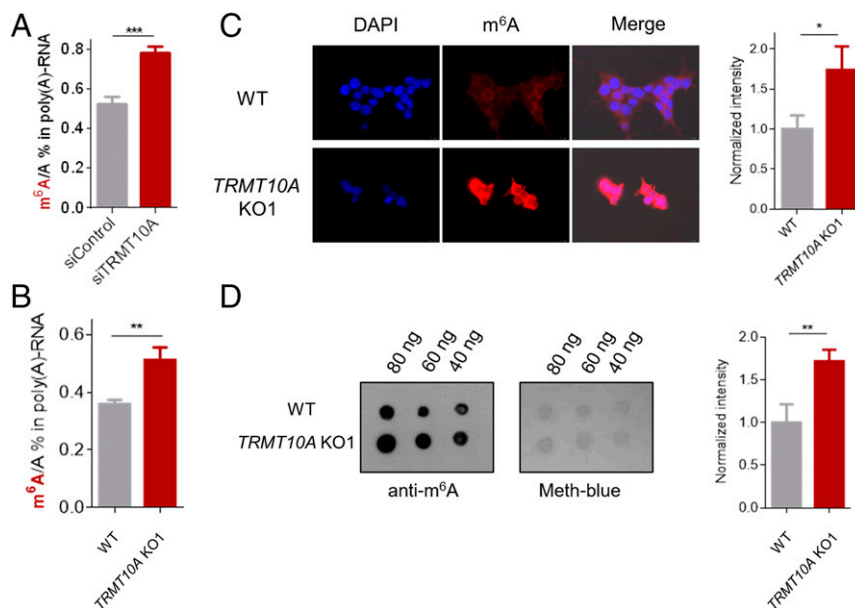 A
m⁶A/A % in poly(A)-RNA
0.8
0.6
0.4
0.2
0.0
***
siControl
siTRMT10A
B
m⁶A/A % in poly(A)-RNA
0.6
0.4
0.2
0.0
**
WT
TRMT10A KO1
C
DAPI
m⁶A
Merge
WT
TRMT10A
KO1
Normalized intensity
2.0
1.5
1.0
0.5
0.0
*
WT
TRMT10A KO1
D
80 ng
60 ng
40 ng
80 ng
60 ng
40 ng
WT
TRMT10A KO1
anti-m⁶A
Meth-blue
Normalized intensity
2.0
1.5
1.0
0.5
0.0
**
WT
TRMT10A KO1